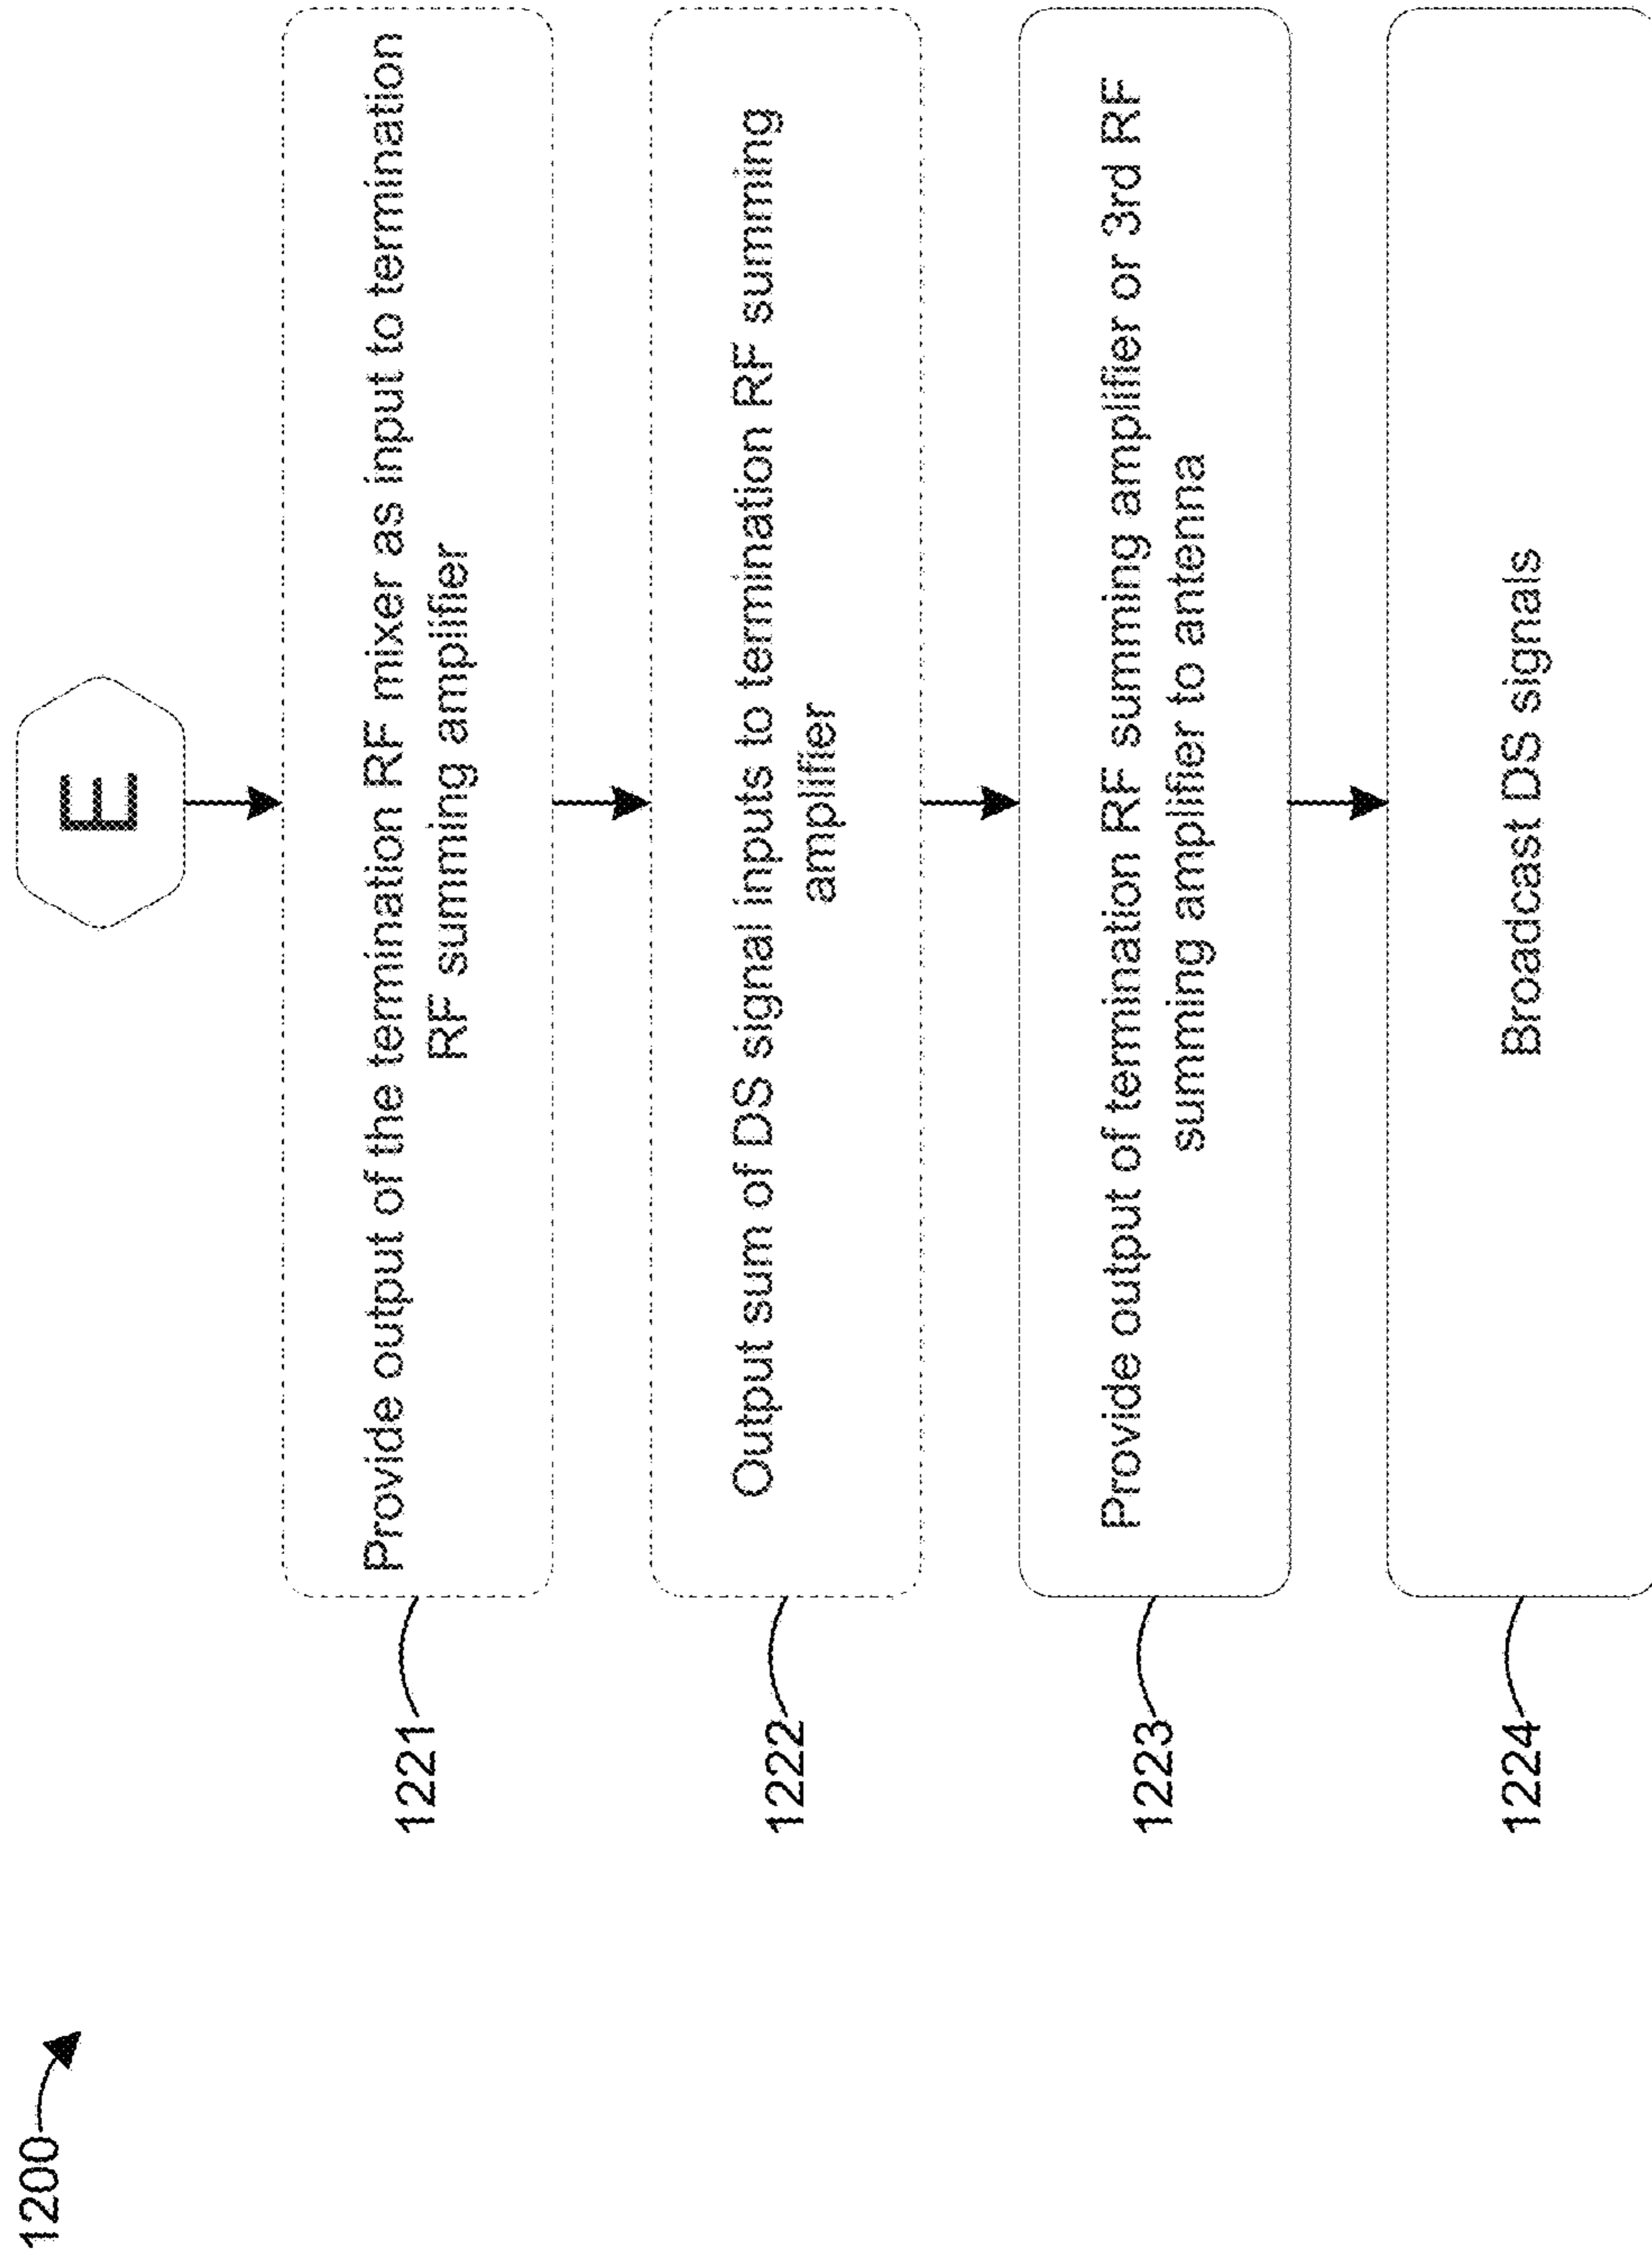 1200
E
1221
Provide output of the termination RF mixer as input to termination
RF summing amplifier
1222
Output sum of DS signal inputs to termination RF summing
amplifier
1223
Provide output of termination RF summing amplifier or 3rd RF
summing amplifier to antenna
1224
Broadcast DS signals